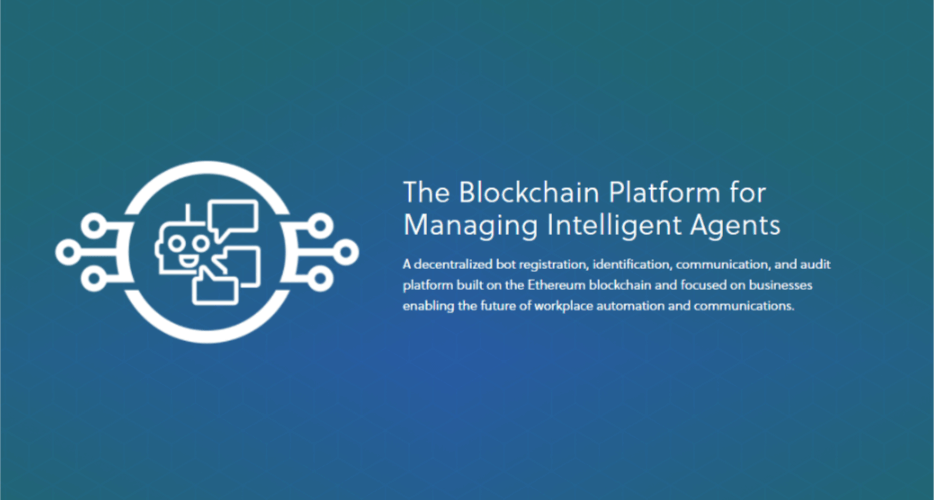 The Blockchain Platform for
Managing Intelligent Agents
A decentralized bot registration, identification, communication, and audit
platform built on the Ethereum blockchain and focused on businesses
enabling the future of workplace automation and communications.